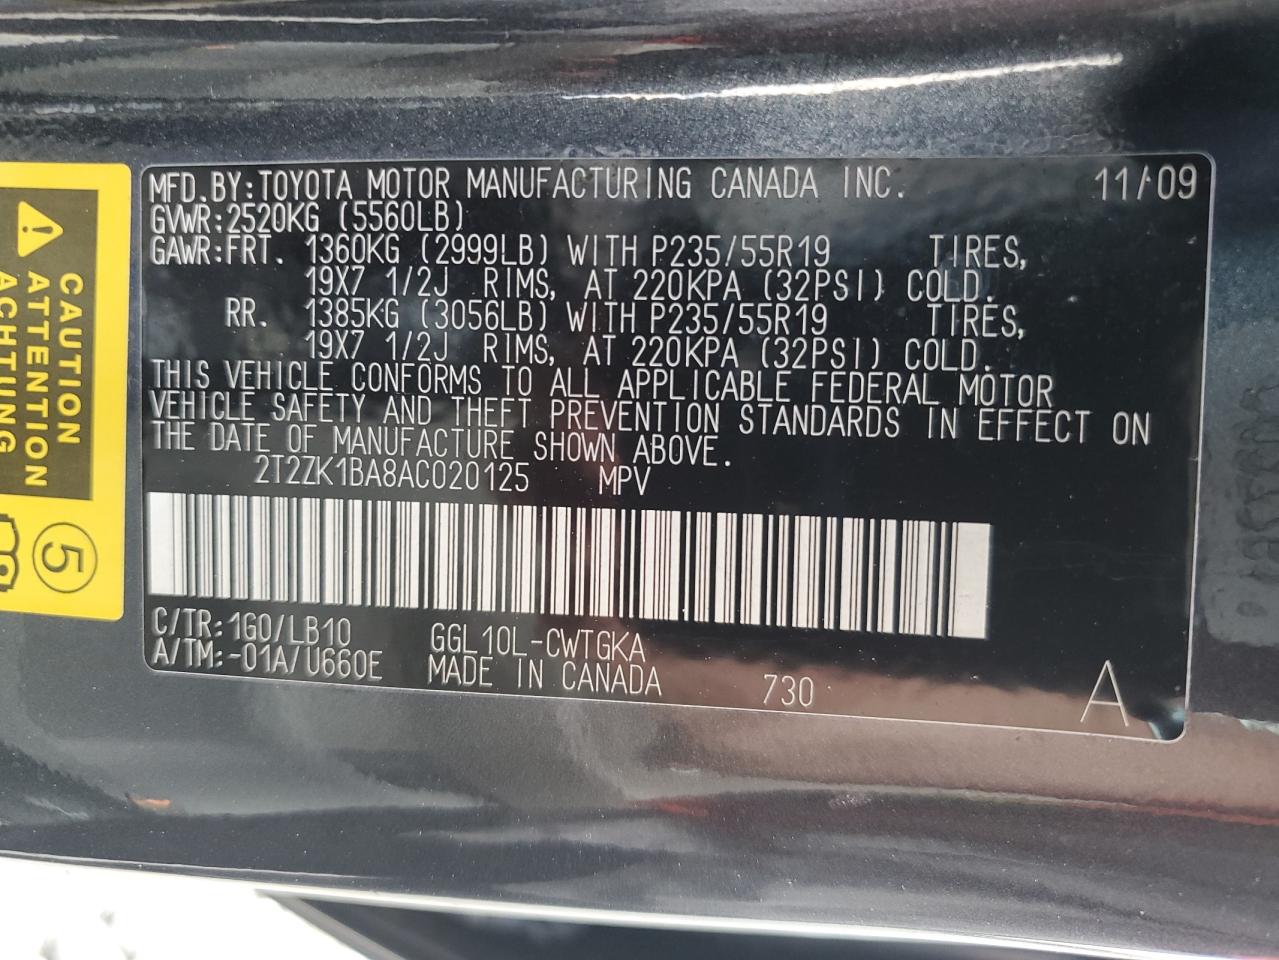 MFD.BY:TOYOTA MOTOR MANUFACTURING CANADA INC. 11/09
GVWR:2520KG (5560LB)
GAWR:FRT. 1360KG (2999LB) WITH P235/55R19 TIRES,
19X7 1/2J RIMS, AT 220KPA (32PSI) COLD.
RR. 1385KG (3056LB) WITH P235/55R19 TIRES,
19X7 1/2J RIMS, AT 220KPA (32PSI) COLD.
THIS VEHICLE CONFORMS TO ALL APPLICABLE FEDERAL MOTOR
VEHICLE SAFETY AND THEFT PREVENTION STANDARDS IN EFFECT ON
THE DATE OF MANUFACTURE SHOWN ABOVE.
2T2ZK1BA8AC020125 MPV
C/TR:1G0/LB10 GGL10L-CWTGKA
A/TM:-01A/U660E MADE IN CANADA 730 A
CAUTION
ATTENTION
ACHTUNG
5